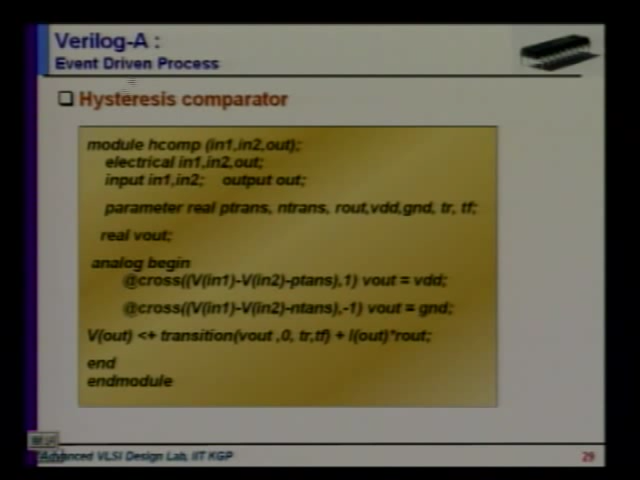 Verilog-A :
Event Driven Process
Hysteresis comparator
module hcomp (in1,in2,out);
electrical in1,in2,out;
input in1,in2; output out;
parameter real ptrans, ntrans, rout,vdd,gnd, tr, tf;
real vout;
analog begin
@cross((V(in1)-V(in2)-ptans),1) vout = vdd;
@cross((V(in1)-V(in2)-ntans),-1) vout = gnd;
V(out) <+ transition(vout ,0, tr,tf) + I(out)*rout;
end
endmodule
Advanced VLSI Design Lab, IIT KGP
29